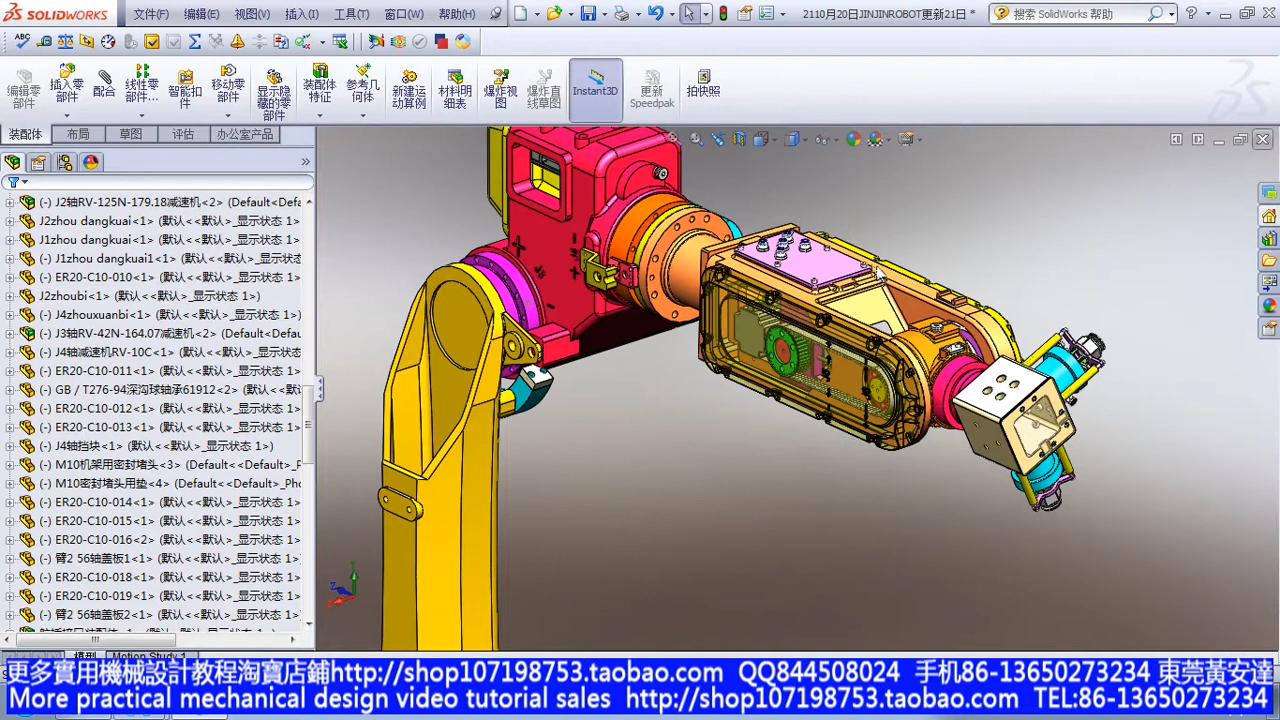 SOLIDWORKS
文件(F) 编辑(E) 视图(V) 插入(I) 工具(T) 窗口(W) 帮助(H)
2110月20日JINJINROBOT更新21日 *
搜索 SolidWorks 帮助
编辑零部件 插入零部件 配合 线性零部件... 智能扣件 移动零部件 显示隐藏的零部件 装配体特征 参考几何体 新建运动算例 材料明细表 爆炸视图 爆炸直线草图 Instant3D 更新Speedpak 拍快照
装配体 布局 草图 评估 办公室产品
(-) J2轴RV-125N-179.18减速机<2> (Default<Defa
(-) J2zhou dangkuai<1> (默认<<默认>_显示状态 1>)
(-) J1zhou dangkuai<1> (默认<<默认>_显示状态 1>)
(-) ER20-C10-010<1> (默认<<默认>_显示状态 1>)
(-) J2zhoubi<1> (默认<<默认>_显示状态 1>)
(-) J4zhouxuanbi<1> (默认<<默认>_显示状态 1>)
(-) J3轴RV-42N-164.07减速机<2> (Default<Defau
(-) J4轴减速机RV-10C<1> (默认<<默认>_显示状态 1>)
(-) ER20-C10-011<1> (默认<<默认>_显示状态 1>)
(-) GB / T276-94深沟球轴承61912<2> (默认<<默认>
(-) ER20-C10-012<1> (默认<<默认>_显示状态 1>)
(-) ER20-C10-013<1> (默认<<默认>_显示状态 1>)
(-) J4轴挡块<1> (默认<<默认>_显示状态 1>)
(-) M10机架用密封堵头<3> (Default<<Default>_P
(-) M10密封堵头用垫<4> (Default<<Default>_Pho
(-) ER20-C10-014<1> (默认<<默认>_显示状态 1>)
(-) ER20-C10-015<1> (默认<<默认>_显示状态 1>)
(-) ER20-C10-016<2> (默认<<默认>_显示状态 1>)
(-) 臂2 56轴盖板1<1> (默认<<默认>_显示状态 1>)
(-) ER20-C10-018<1> (默认<<默认>_显示状态 1>)
(-) ER20-C10-019<1> (默认<<默认>_显示状态 1>)
(-) 臂2 56轴盖板2<1> (默认<<默认>_显示状态 1>)
模型 Motion Study 1
更多實用機械設計教程淘寶店鋪http://shop107198753.taobao.com QQ844508024 手机86-13650273234 東莞黃安達
More practical mechanical design video tutorial sales http://shop107198753.taobao.com TEL:86-13650273234